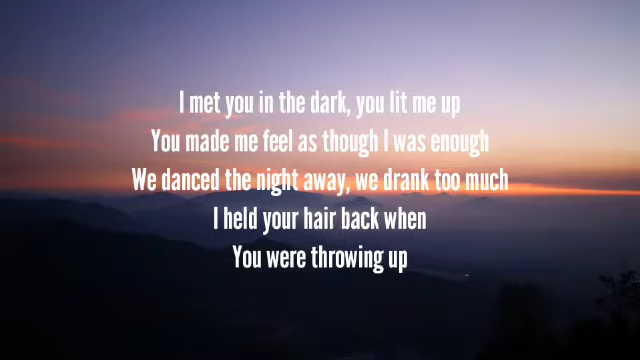 I met you in the dark, you lit me up
You made me feel as though I was enough
We danced the night away, we drank too much
I held your hair back when
You were throwing up